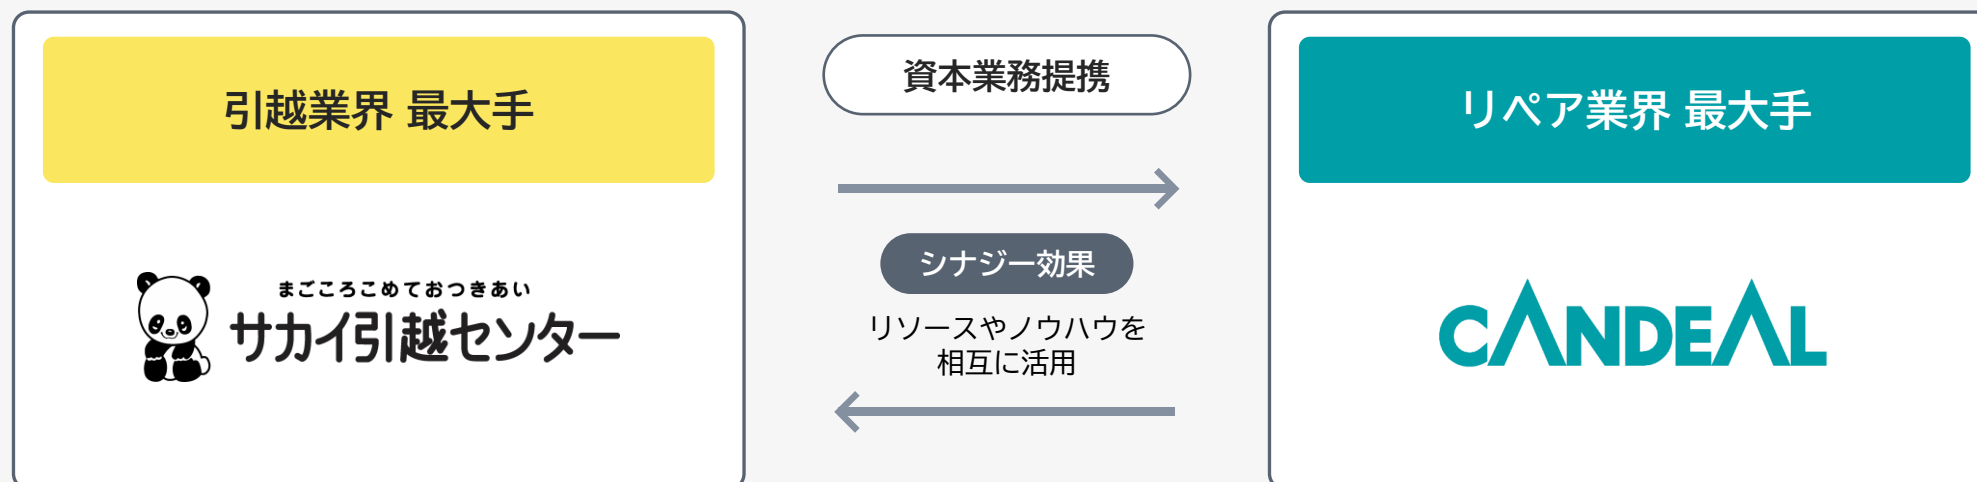 引越業界 最大手
まごころこめておつきあい
サカイ引越センター
資本業務提携
シナジー効果
リソースやノウハウを
相互に活用
リペア業界 最大手
CANDEAL